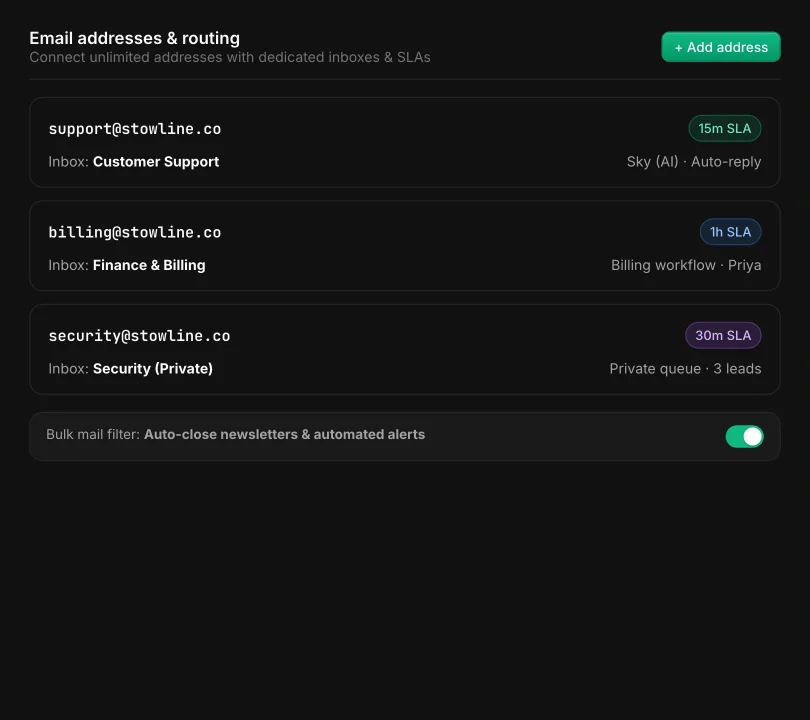 Email addresses & routing
Connect unlimited addresses with dedicated inboxes & SLAs
+ Add address
support@stowline.co
15m SLA
Inbox: Customer Support
Sky (AI) · Auto-reply
billing@stowline.co
1h SLA
Inbox: Finance & Billing
Billing workflow · Priya
security@stowline.co
30m SLA
Inbox: Security (Private)
Private queue · 3 leads
Bulk mail filter: Auto-close newsletters & automated alerts